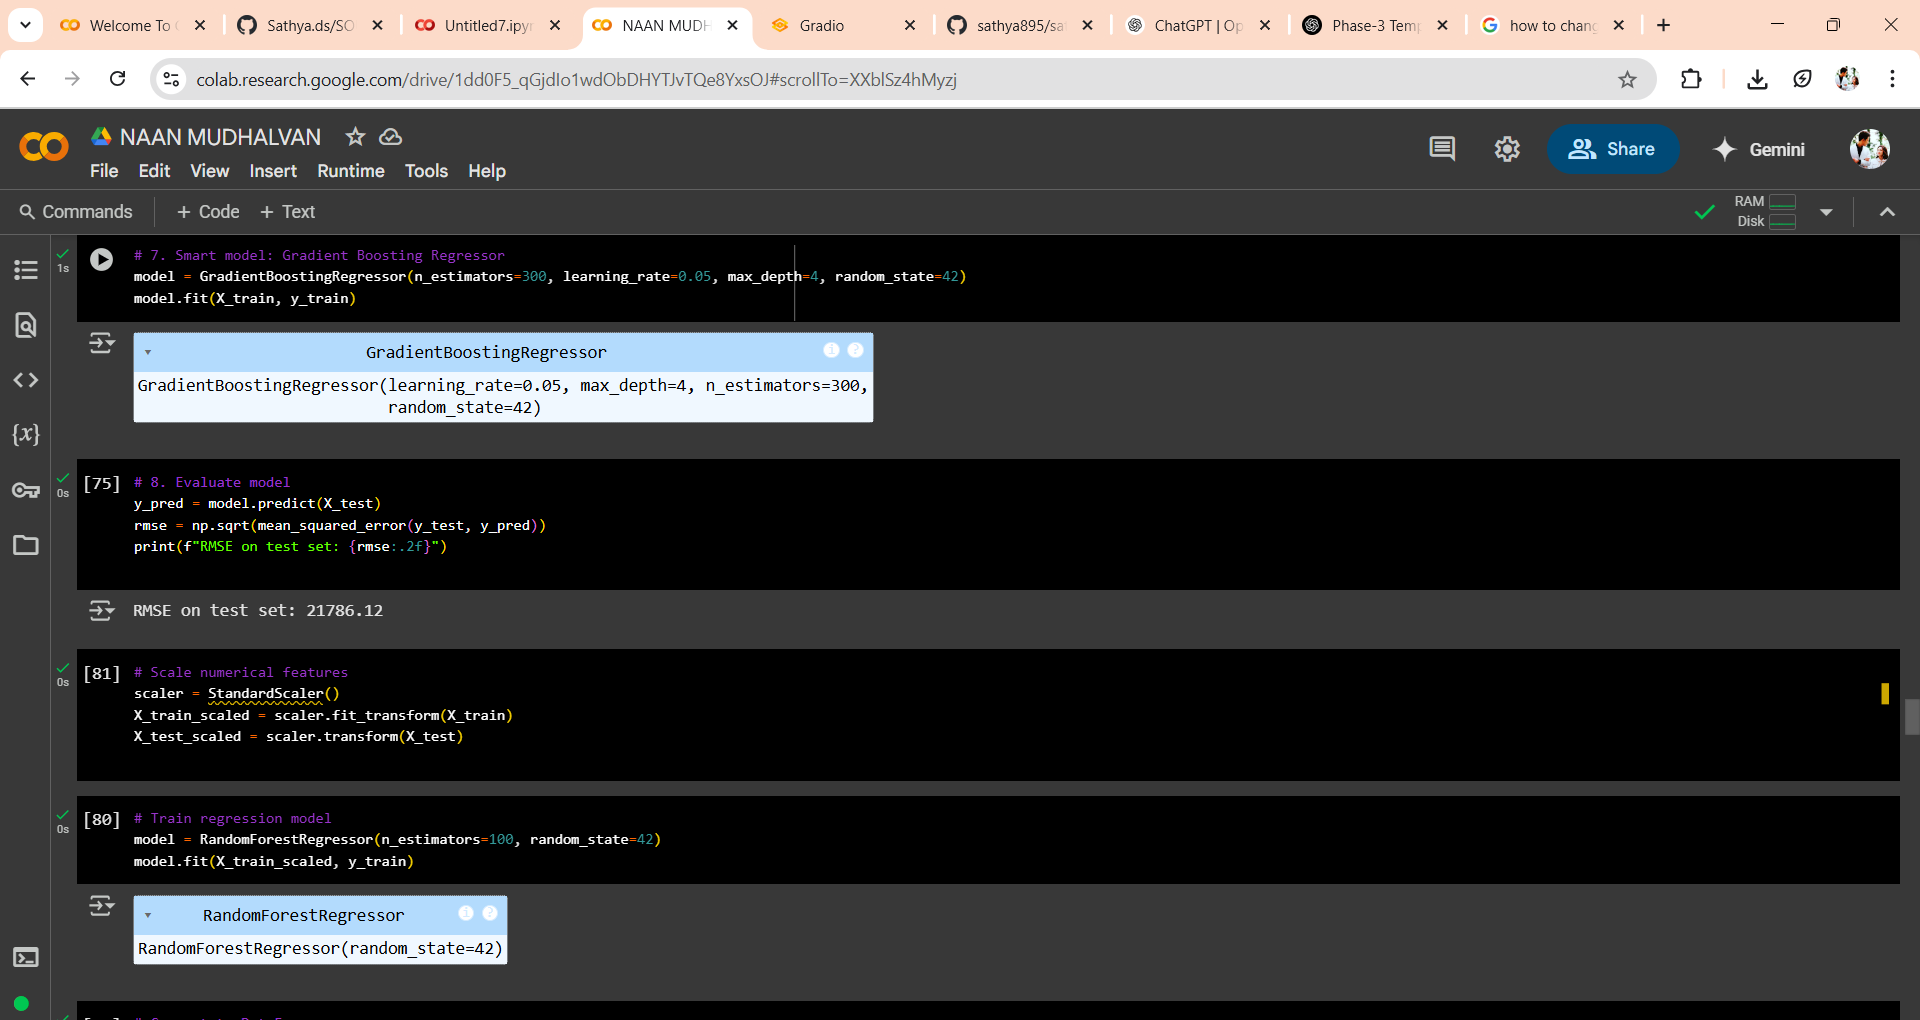 Welcome To
Sathya.ds/SO
Untitled7.ipy
NAAN MUDH
Gradio
sathya895/sa
ChatGPT | Op
Phase-3 Temp
how to chang
colab.research.google.com/drive/1dd0F5_qGjdIo1wdObDHYTJvTQe8YxsOJ#scrollTo=XXblSz4hMyzj
NAAN MUDHALVAN
File Edit View Insert Runtime Tools Help
Share
Gemini
Commands + Code + Text
RAM
Disk
1s
# 7. Smart model: Gradient Boosting Regressor
model = GradientBoostingRegressor(n_estimators=300, learning_rate=0.05, max_depth=4, random_state=42)
model.fit(X_train, y_train)
GradientBoostingRegressor
GradientBoostingRegressor(learning_rate=0.05, max_depth=4, n_estimators=300,
random_state=42)
0s
[75] # 8. Evaluate model
y_pred = model.predict(X_test)
rmse = np.sqrt(mean_squared_error(y_test, y_pred))
print(f"RMSE on test set: {rmse:.2f}")
RMSE on test set: 21786.12
0s
[81] # Scale numerical features
scaler = StandardScaler()
X_train_scaled = scaler.fit_transform(X_train)
X_test_scaled = scaler.transform(X_test)
0s
[80] # Train regression model
model = RandomForestRegressor(n_estimators=100, random_state=42)
model.fit(X_train_scaled, y_train)
RandomForestRegressor
RandomForestRegressor(random_state=42)